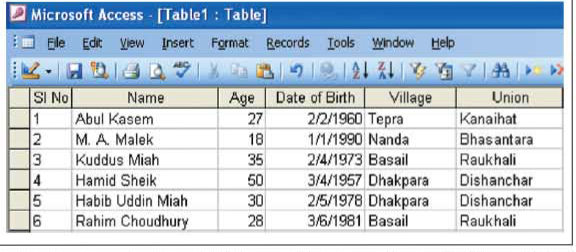 Microsoft Access - [Table1 : Table]
File Edit View Insert Format Records Tools Window Help
SI No Name Age Date of Birth Village Union
1 Abul Kasem 27 2/2/1960 Tepra Kanaihat
2 M. A. Malek 18 1/1/1990 Nanda Bhasantara
3 Kuddus Miah 35 2/4/1973 Basail Raukhali
4 Hamid Sheik 50 3/4/1957 Dhakpara Dishanchar
5 Habib Uddin Miah 30 2/5/1978 Dhakpara Dishanchar
6 Rahim Choudhury 28 3/6/1981 Basail Raukhali